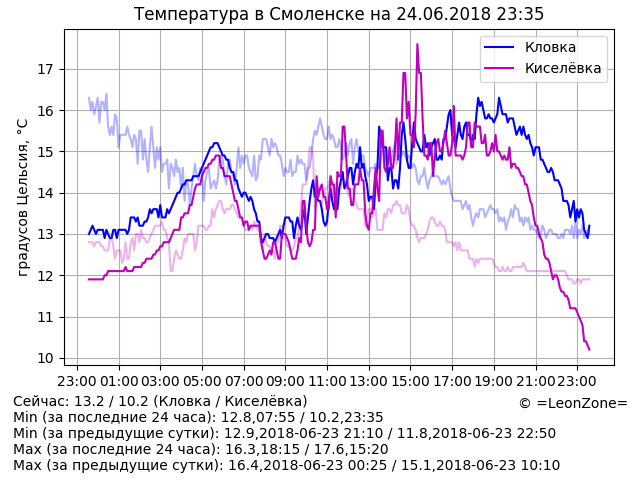 Температура в Смоленске на 24.06.2018 23:35
Кловка
Киселёвка
градусов Цельсия, °C
17
16
15
14
13
12
11
10
23:00 01:00 03:00 05:00 07:00 09:00 11:00 13:00 15:00 17:00 19:00 21:00 23:00
Сейчас: 13.2 / 10.2 (Кловка / Киселёвка)
© =LeonZone=
Min (за последние 24 часа): 12.8,07:55 / 10.2,23:35
Min (за предыдущие сутки): 12.9,2018-06-23 21:10 / 11.8,2018-06-23 22:50
Max (за последние 24 часа): 16.3,18:15 / 17.6,15:20
Max (за предыдущие сутки): 16.4,2018-06-23 00:25 / 15.1,2018-06-23 10:10